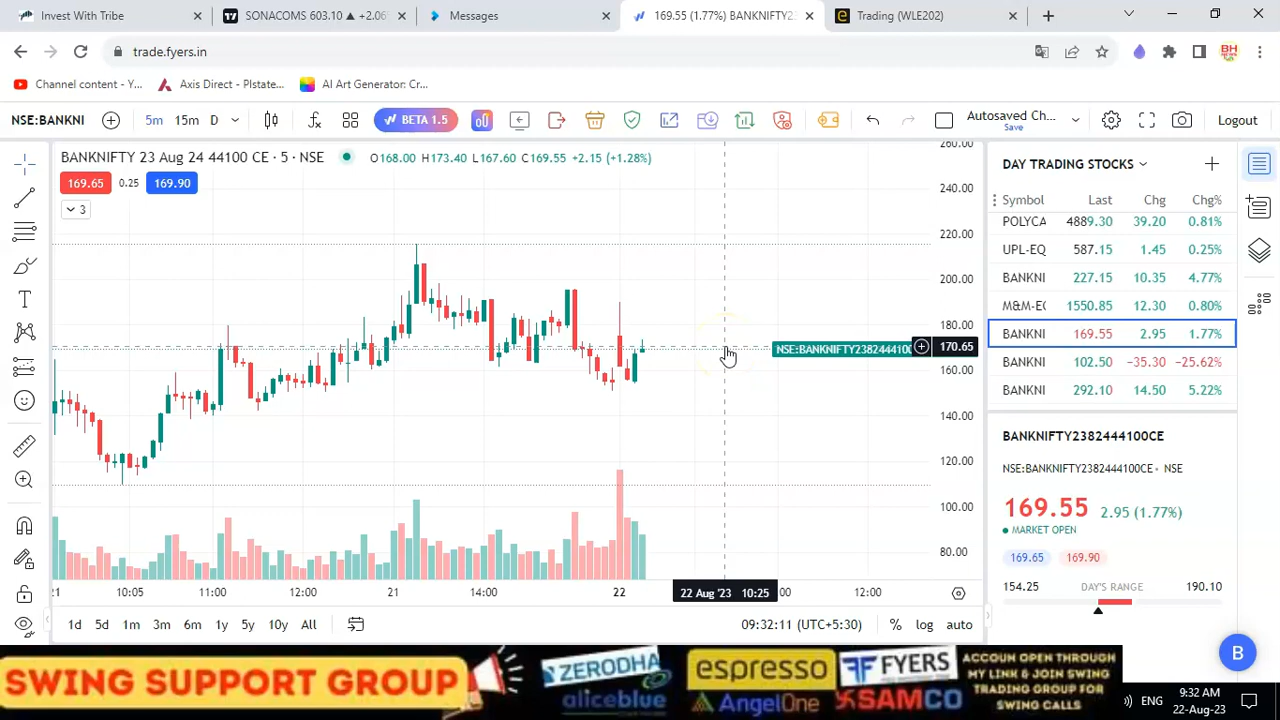 Invest With Tribe
SONACOMS 603.10 ▲ +2.06
Messages
169.55 (1.77%) BANKNIFTY2
Trading (WLE202)
trade.fyers.in
Channel content - Y...
Axis Direct - PIstate...
AI Art Generator: Cr...
NSE:BANKNI
5m
15m
D
BETA 1.5
Autosaved Ch...
Save
Logout
BANKNIFTY 23 Aug 24 44100 CE · 5 · NSE
O168.00 H173.40 L167.60 C169.55 +2.15 (+1.28%)
169.65
0.25
169.90
3
260.00
240.00
220.00
200.00
180.00
NSE:BANKNIFTY2382444100
170.65
160.00
140.00
120.00
100.00
80.00
21
10:05
11:00
12:00
21
14:00
22
22 Aug '23 10:25
:00
12:00
1d
5d
1m
3m
6m
1y
5y
10y
All
09:32:11 (UTC+5:30)
%
log
auto
DAY TRADING STOCKS
Symbol Last Chg Chg%
POLYCA 4889.30 39.20 0.81%
UPL-EQ 587.15 1.45 0.25%
BANKNI 227.15 10.35 4.77%
M&M-E 1550.85 12.30 0.80%
BANKNI 169.55 2.95 1.77%
BANKNI 102.50 −35.30 −25.62%
BANKNI 292.10 14.50 5.22%
BANKNIFTY2382444100CE
NSE:BANKNIFTY2382444100CE • NSE
169.55 2.95 (1.77%)
MARKET OPEN
169.65
169.90
154.25 DAY'S RANGE 190.10
B
SWING SUPPORT GROUP
ZERODHA
aliceblue
espresso
AngelOne
FYERS
SAMCO
ACCOUN OPEN THROUGH
MY LINK & JOIN SWING
TRADING GROUP FOR
SWING CALLS
ENG
9:32 AM
22-Aug-23